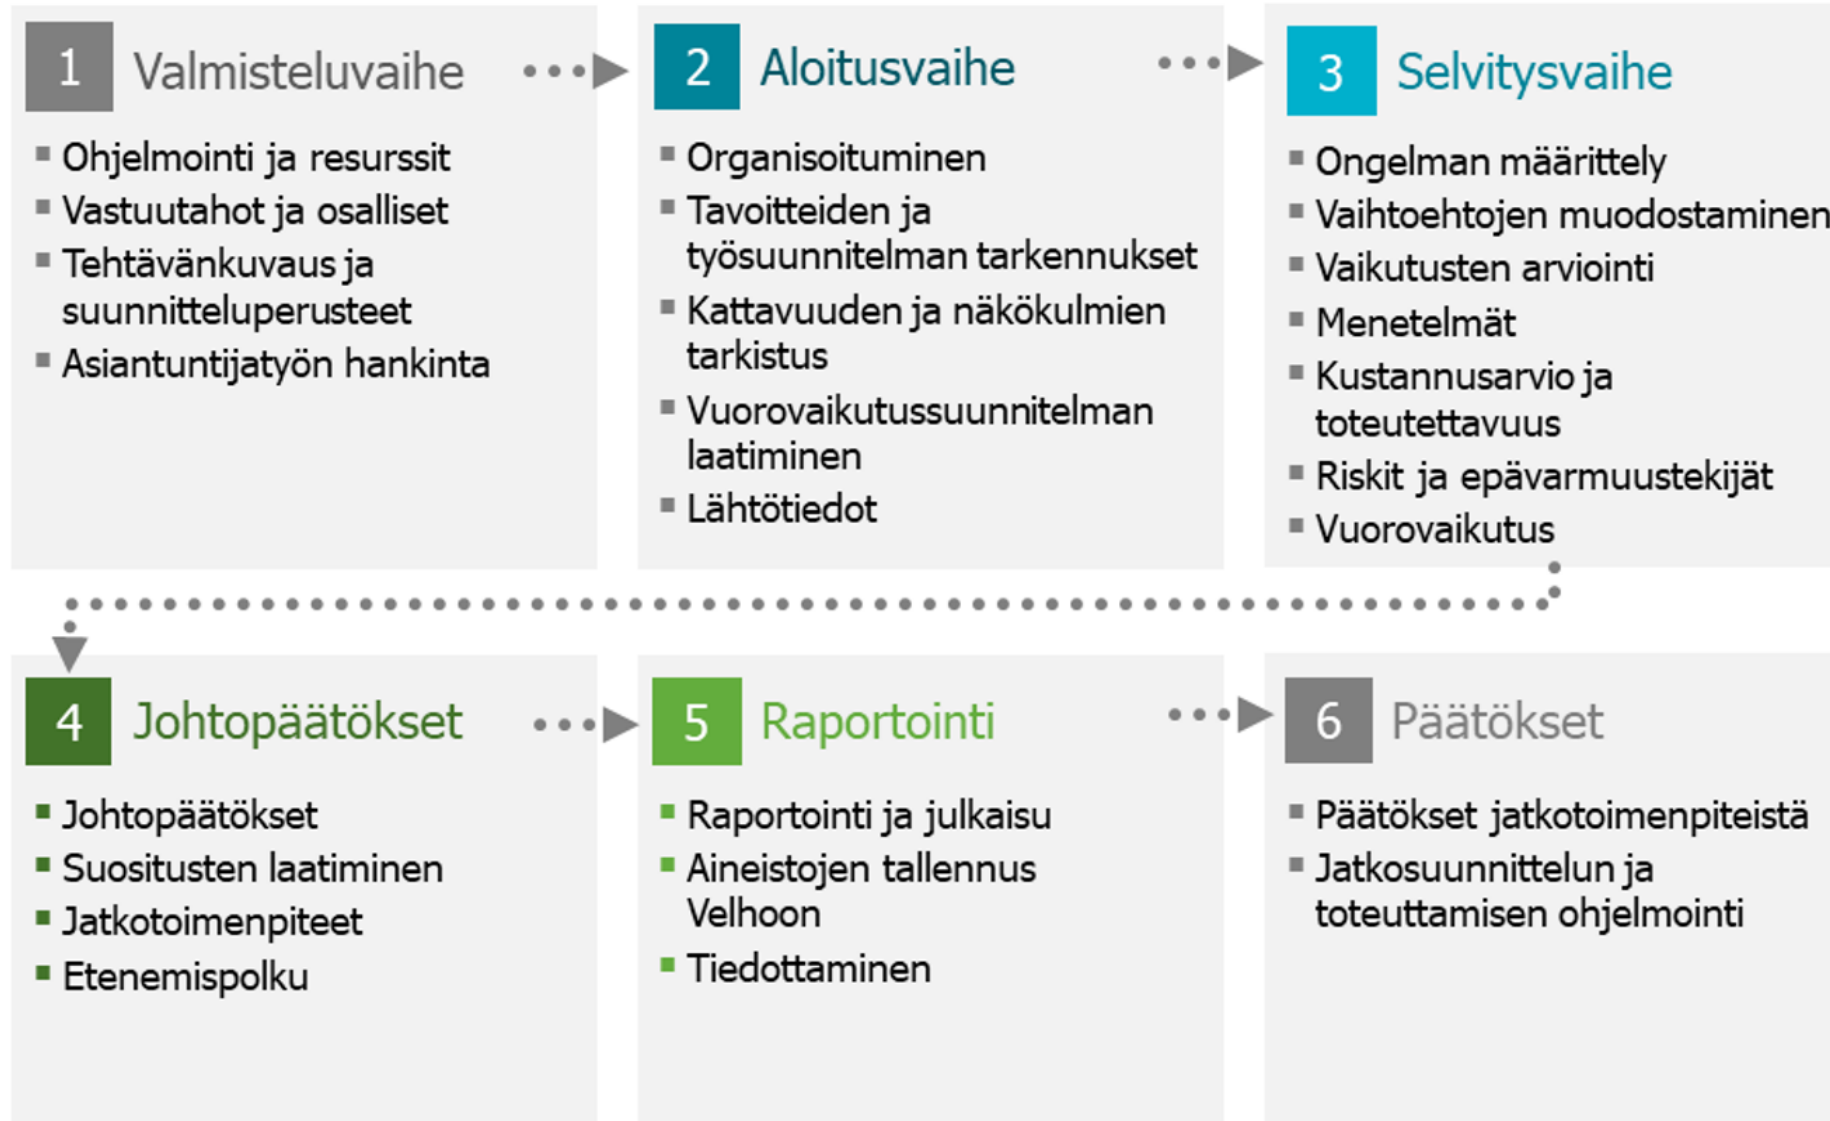 1 Valmisteluvaihe
Ohjelmointi ja resurssit
Vastuutahot ja osalliset
Tehtävänkuvaus ja
suunnitteluperusteet
Asiantuntijatyön hankinta
2 Aloitusvaihe
Organisoituminen
Tavoitteiden ja
työsuunnitelman tarkennukset
Kattavuuden ja näkökulmien
tarkistus
Vuorovaikutussuunnitelman
laatiminen
Lähtötiedot
3 Selvitysvaihe
Ongelman määrittely
Vaihtoehtojen muodostaminen
Vaikutusten arviointi
Menetelmät
Kustannusarvio ja
toteutettavuus
Riskit ja epävarmuustekijät
Vuorovaikutus
4 Johtopäätökset
Johtopäätökset
Suositusten laatiminen
Jatkotoimenpiteet
Etenemispolku
5 Raportointi
Raportointi ja julkaisu
Aineistojen tallennus
Velhoon
Tiedottaminen
6 Päätökset
Päätökset jatkotoimenpiteistä
Jatkosuunnittelun ja
toteuttamisen ohjelmointi